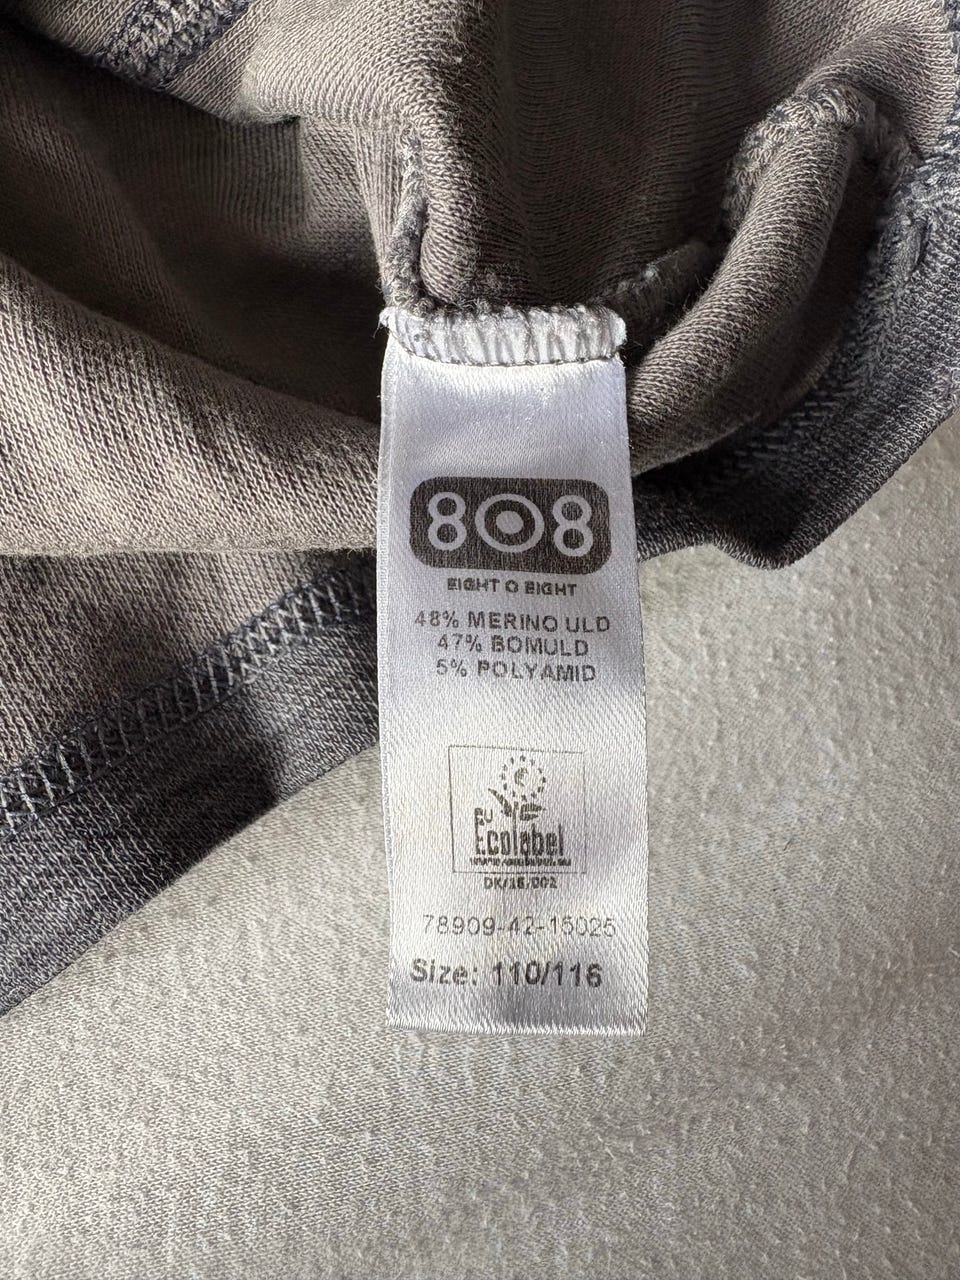 808
EIGHT O EIGHT
48% MERINO ULD
47% BOMULD
5% POLYAMID
EU
Ecolabel
DK/16/002
78909-42-15025
Size: 110/116